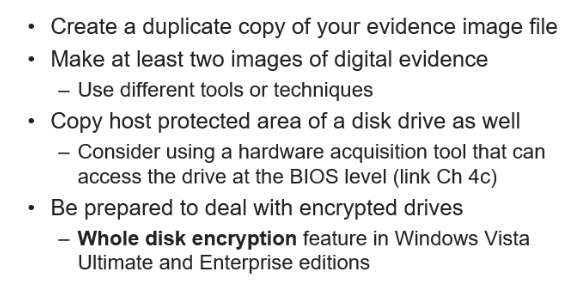 • Create a duplicate copy of your evidence image file
• Make at least two images of digital evidence
– Use different tools or techniques
• Copy host protected area of a disk drive as well
– Consider using a hardware acquisition tool that can
access the drive at the BIOS level (link Ch 4c)
• Be prepared to deal with encrypted drives
– Whole disk encryption feature in Windows Vista
Ultimate and Enterprise editions